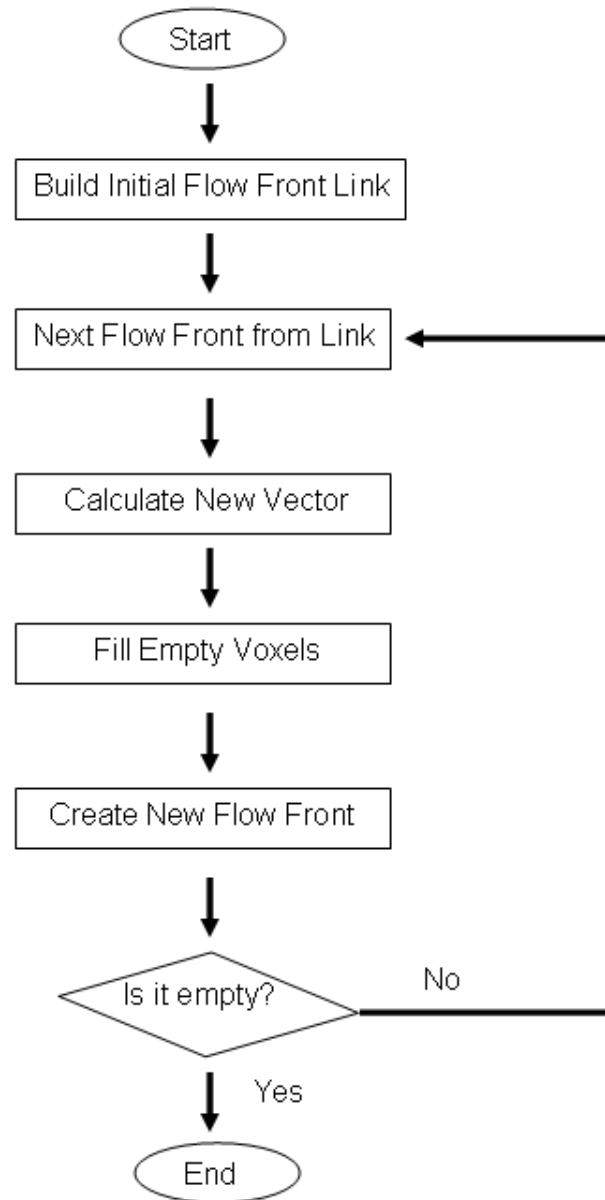 Start
Build Initial Flow Front Link
Next Flow Front from Link
Calculate New Vector
Fill Empty Voxels
Create New Flow Front
Is it empty?
No
Yes
End